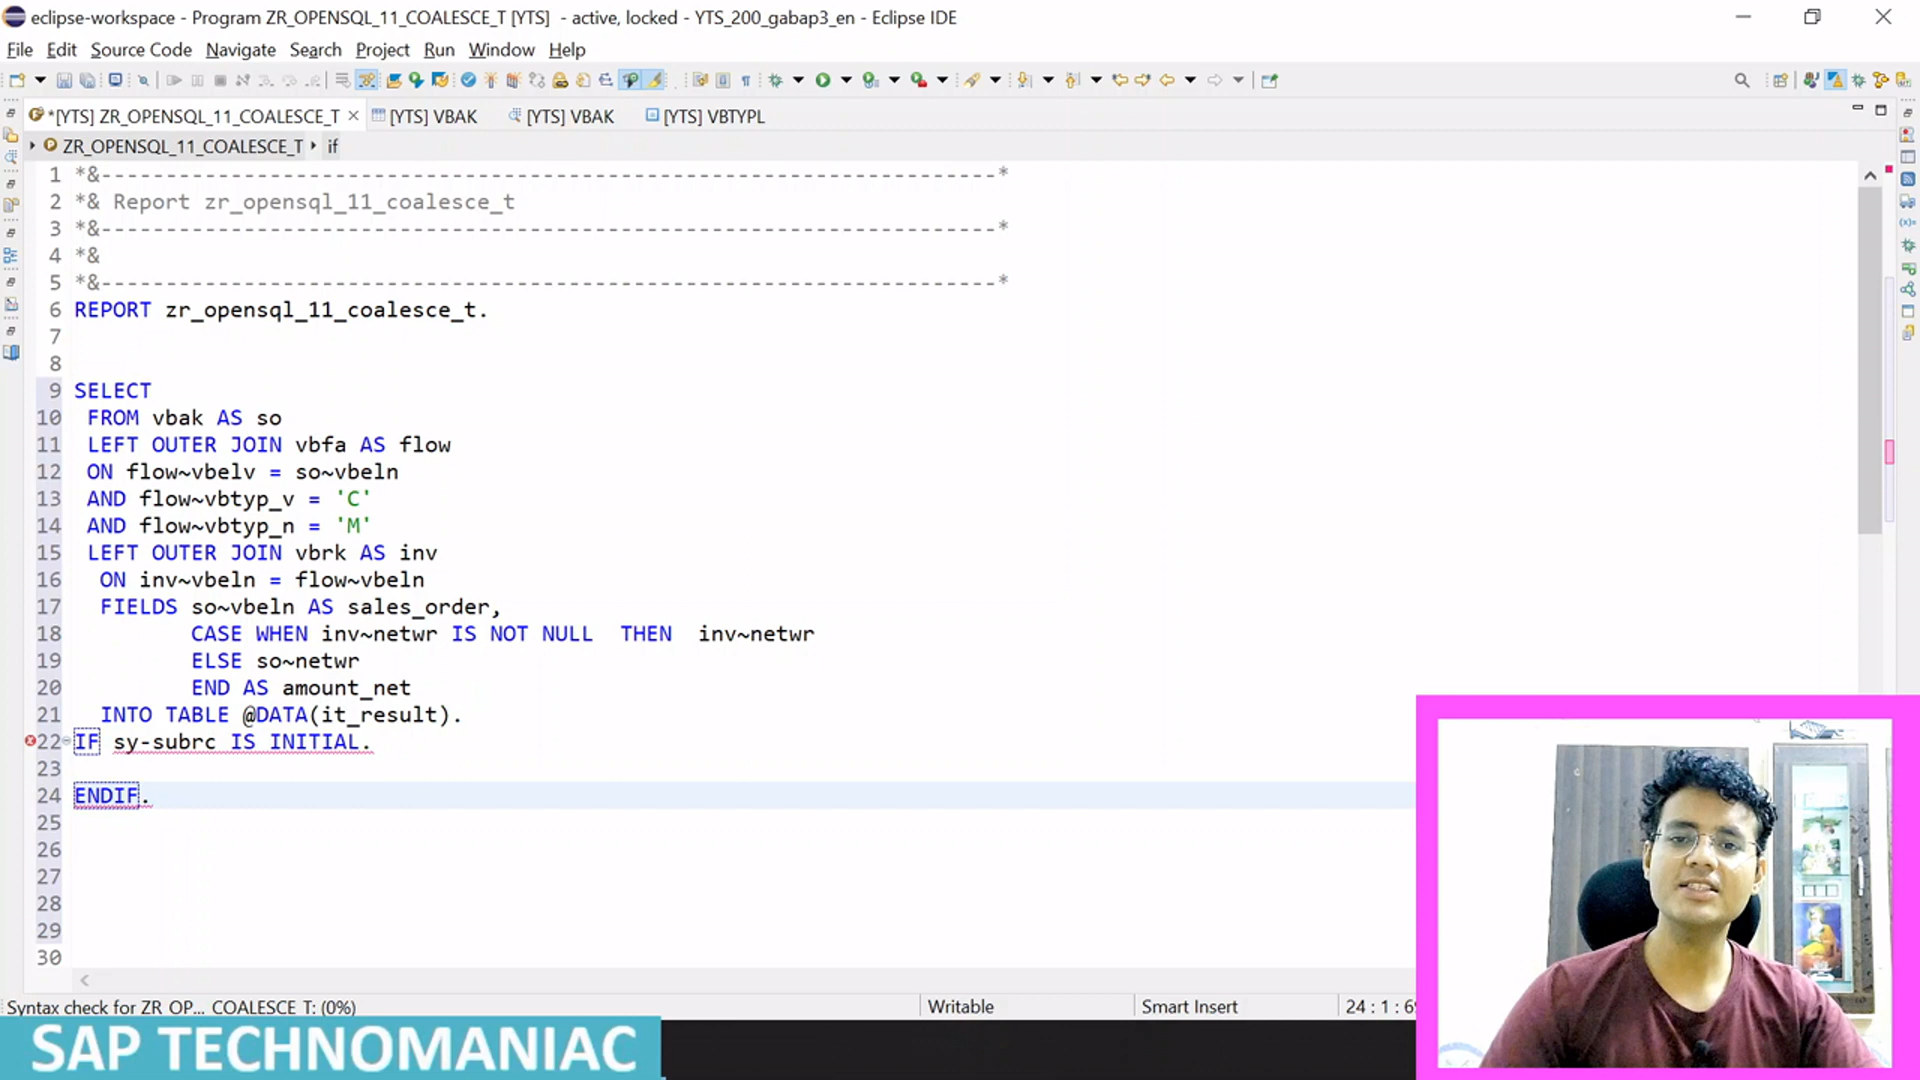 eclipse-workspace - Program ZR_OPENSQL_11_COALESCE_T [YTS]  - active, locked - YTS_200_gabap3_en - Eclipse IDE
File Edit Source Code Navigate Search Project Run Window Help
*[YTS] ZR_OPENSQL_11_COALESCE_T [YTS] VBAK [YTS] VBAK [YTS] VBTYPL
ZR_OPENSQL_11_COALESCE_T if
1 *&---------------------------------------------------------------------*
2 *& Report zr_opensql_11_coalesce_t
3 *&---------------------------------------------------------------------*
4 *&
5 *&---------------------------------------------------------------------*
6 REPORT zr_opensql_11_coalesce_t.
7
8
9 SELECT
10 FROM vbak AS so
11 LEFT OUTER JOIN vbfa AS flow
12 ON flow~vbelv = so~vbeln
13 AND flow~vbtyp_v = 'C'
14 AND flow~vbtyp_n = 'M'
15 LEFT OUTER JOIN vbrk AS inv
16 ON inv~vbeln = flow~vbeln
17 FIELDS so~vbeln AS sales_order,
18 CASE WHEN inv~netwr IS NOT NULL  THEN  inv~netwr
19 ELSE so~netwr
20 END AS amount_net
21 INTO TABLE @DATA(it_result).
22 IF sy-subrc IS INITIAL.
23
24 ENDIF.
25
26
27
28
29
30
Syntax check for ZR_OP..._COALESCE_T: (0%) Writable Smart Insert 24 : 1 :
SAP TECHNOMANIAC